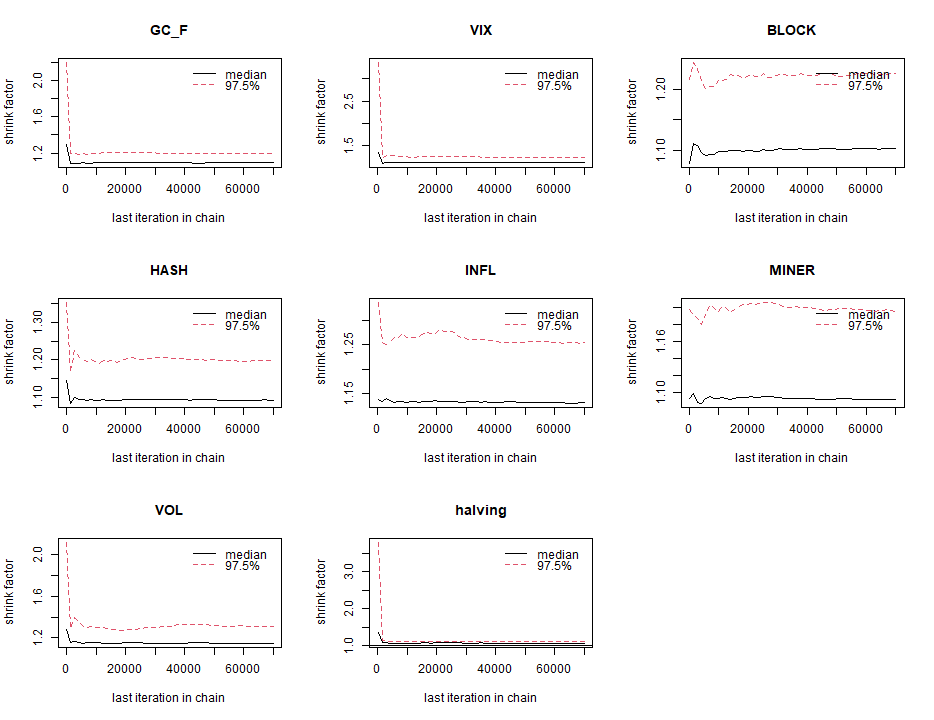 GC_F
shrink factor
1.2 1.6 2.0
median
97.5%
0 20000 40000 60000
last iteration in chain
VIX
shrink factor
1.5 2.5
median
97.5%
0 20000 40000 60000
last iteration in chain
BLOCK
shrink factor
1.10 1.20
median
97.5%
0 20000 40000 60000
last iteration in chain
HASH
shrink factor
1.10 1.20 1.30
median
97.5%
0 20000 40000 60000
last iteration in chain
INFL
shrink factor
1.15 1.25
median
97.5%
0 20000 40000 60000
last iteration in chain
MINER
shrink factor
1.10 1.16
median
97.5%
0 20000 40000 60000
last iteration in chain
VOL
shrink factor
1.2 1.6 2.0
median
97.5%
0 20000 40000 60000
last iteration in chain
halving
shrink factor
1.0 2.0 3.0
median
97.5%
0 20000 40000 60000
last iteration in chain